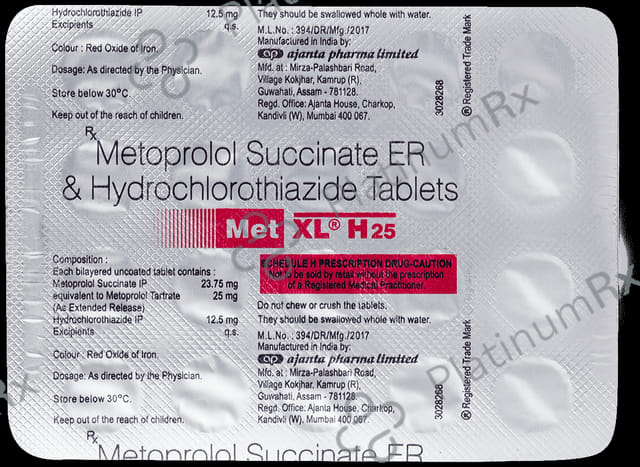 Hydrochlorothiazide IP 12.5 mg
Excipients q.s.
Colour : Red Oxide of Iron.
Dosage: As directed by the Physician.
Store below 30°C.
Keep out of the reach of children.
They should be swallowed whole with water.
M.L.No. : 394/DR/Mfg./2017
Manufactured in India by:
ap ajanta pharma limited
Mfd. at : Mirza-Palashbari Road,
Village Kokjhar, Kamrup (R),
Guwahati, Assam - 781128.
Regd. Office: Ajanta House, Charkop,
Kandivli (W), Mumbai 400 067.
3028268
® Registered Trade Mark
Rx
Metoprolol Succinate ER
& Hydrochlorothiazide Tablets
Met XL® H 25
Composition :
Each bilayered uncoated tablet contains :
Metoprolol Succinate IP 23.75 mg
equivalent to Metoprolol Tartrate 25 mg
(As Extended Release)
Hydrochlorothiazide IP 12.5 mg
Excipients q.s.
Colour : Red Oxide of Iron.
Dosage: As directed by the Physician.
Store below 30°C.
Keep out of the reach of children.
SCHEDULE H PRESCRIPTION DRUG-CAUTION
Not to be sold by retail without the prescription
of a Registered Medical Practitioner.
Do not chew or crush the tablets.
They should be swallowed whole with water.
M.L.No. : 394/DR/Mfg./2017
Manufactured in India by:
ap ajanta pharma limited
Mfd. at : Mirza-Palashbari Road,
Village Kokjhar, Kamrup (R),
Guwahati, Assam - 781128.
Regd. Office: Ajanta House, Charkop,
Kandivli (W), Mumbai 400 067.
3028268
® Registered Trade Mark
Rx
Metoprolol Succinate ER
PlatinumRx
PlatinumRx
Rx